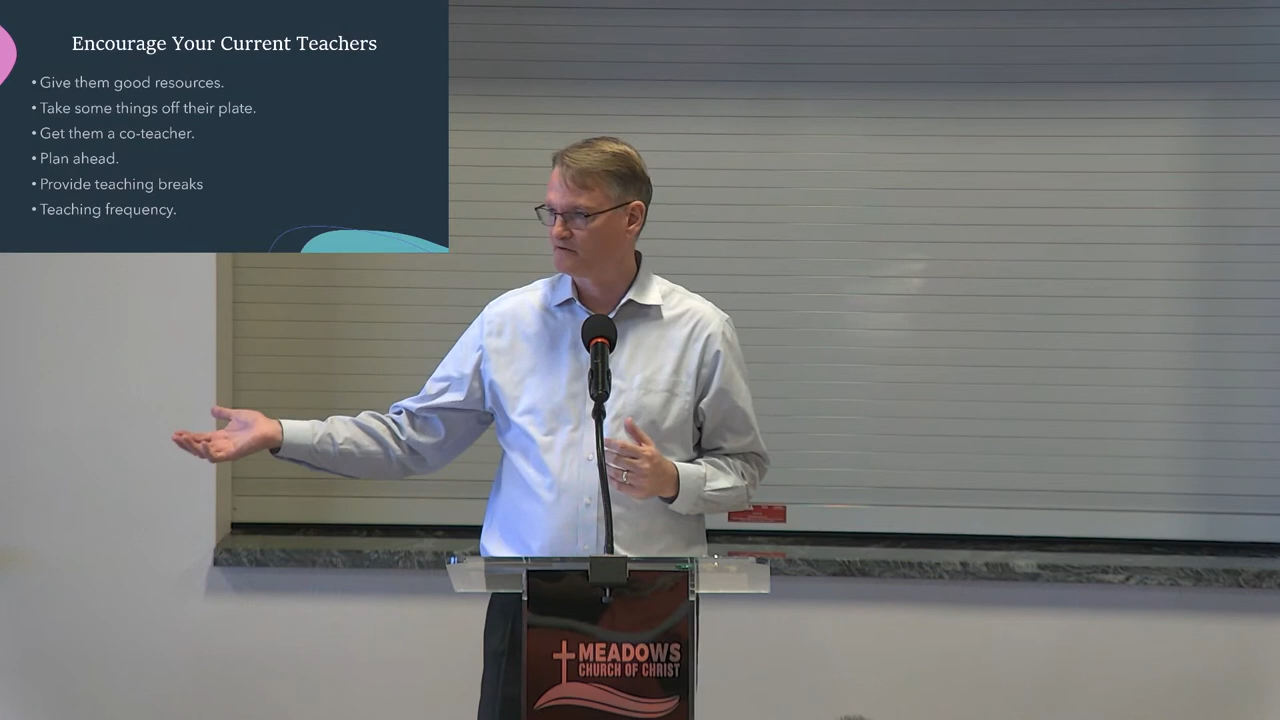 Encourage Your Current Teachers
• Give them good resources.
• Take some things off their plate.
• Get them a co-teacher.
• Plan ahead.
• Provide teaching breaks
• Teaching frequency.
MEADOWS
CHURCH OF CHRIST